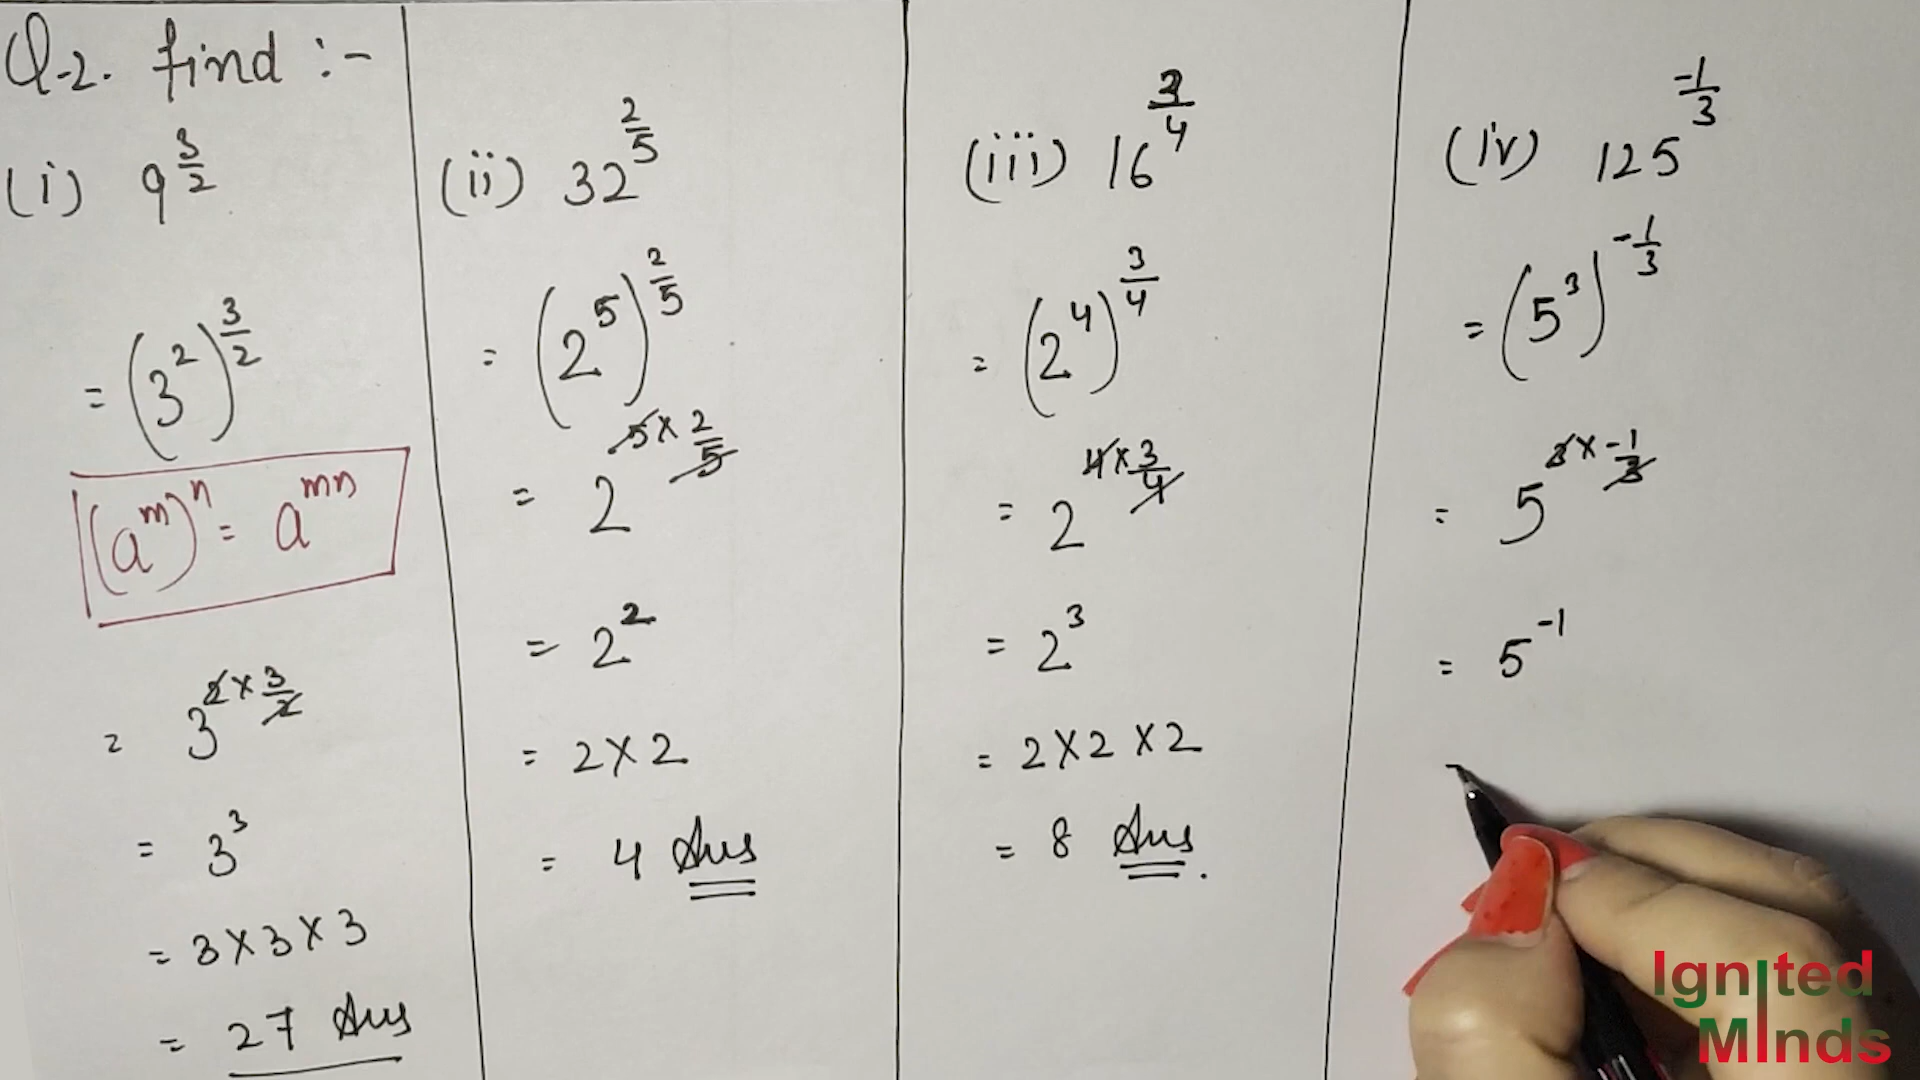 Q.2. find :-
(i) 9^(3/2)
= (3^2)^(3/2)
(a^m)^n = a^(mn)
= 3^(2 × 3/2)
= 3^3
= 3 × 3 × 3
= 27 Ans
(ii) 32^(2/5)
= (2^5)^(2/5)
= 2^(5 × 2/5)
= 2^2
= 2 × 2
= 4 Ans
(iii) 16^(3/4)
= (2^4)^(3/4)
= 2^(4 × 3/4)
= 2^3
= 2 × 2 × 2
= 8 Ans.
(iv) 125^(-1/3)
= (5^3)^(-1/3)
= 5^(3 × -1/3)
= 5^(-1)
Ignited
Minds